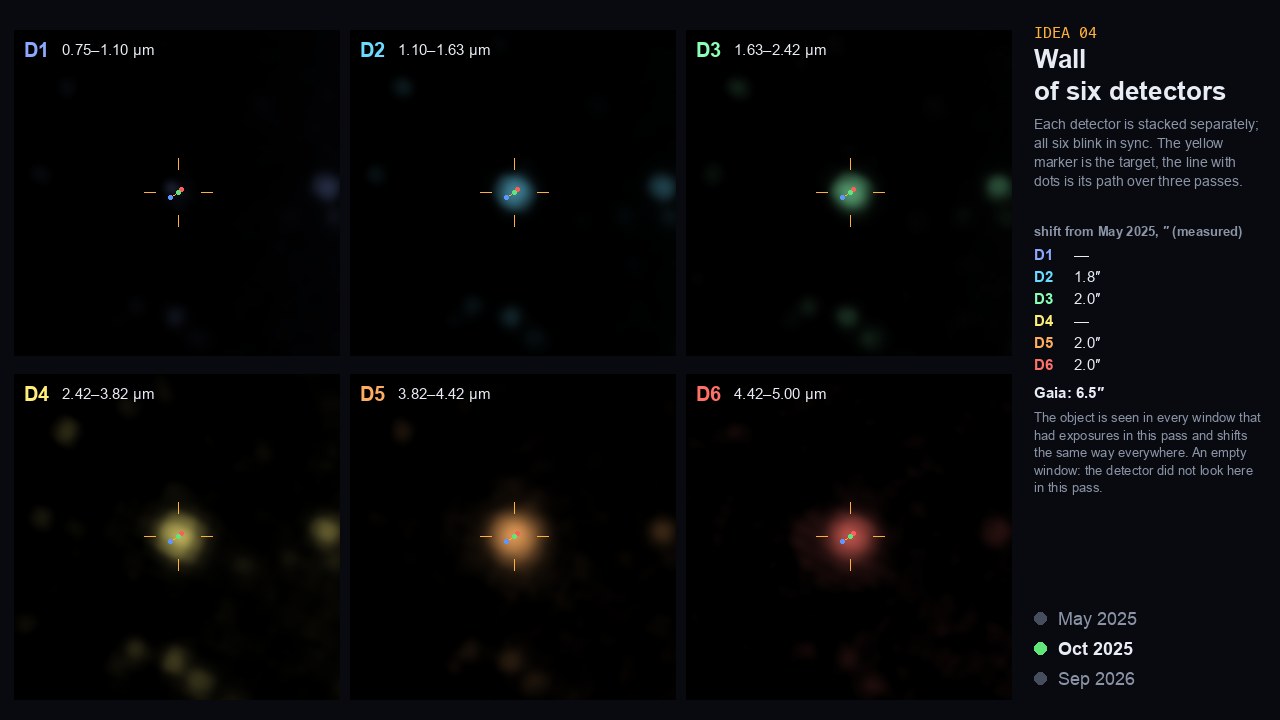 D1 0.75–1.10 µm
D2 1.10–1.63 µm
D3 1.63–2.42 µm
D4 2.42–3.82 µm
D5 3.82–4.42 µm
D6 4.42–5.00 µm
IDEA 04
Wall
of six detectors
Each detector is stacked separately;
all six blink in sync. The yellow
marker is the target, the line with
dots is its path over three passes.
shift from May 2025, ″ (measured)
D1 —
D2 1.8″
D3 2.0″
D4 —
D5 2.0″
D6 2.0″
Gaia: 6.5″
The object is seen in every window that
had exposures in this pass and shifts
the same way everywhere. An empty
window: the detector did not look here
in this pass.
May 2025
Oct 2025
Sep 2026